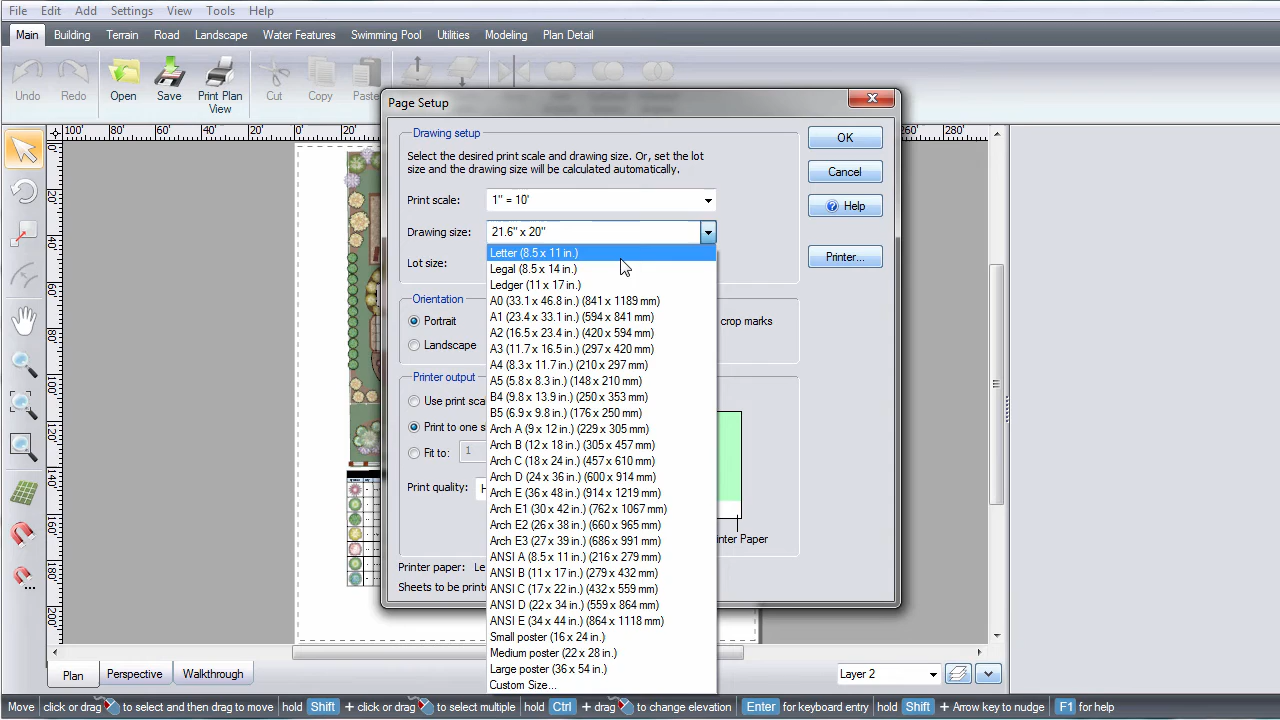 File Edit Add Settings View Tools Help
Main Building Terrain Road Landscape Water Features Swimming Pool Utilities Modeling Plan Detail
Undo Redo Open Save Print Plan View Cut Copy Paste
Page Setup
100' 80' 60' 40' 20' 260' 280'
Drawing setup
Select the desired print scale and drawing size. Or, set the lot
size and the drawing size will be calculated automatically.
Print scale: 1" = 10'
Drawing size: 21.6" x 20"
Lot size:
OK
Cancel
Help
Printer...
Letter (8.5 x 11 in.)
Legal (8.5 x 14 in.)
Ledger (11 x 17 in.)
A0 (33.1 x 46.8 in.) (841 x 1189 mm)
A1 (23.4 x 33.1 in.) (594 x 841 mm)
A2 (16.5 x 23.4 in.) (420 x 594 mm)
A3 (11.7 x 16.5 in.) (297 x 420 mm)
A4 (8.3 x 11.7 in.) (210 x 297 mm)
A5 (5.8 x 8.3 in.) (148 x 210 mm)
B4 (9.8 x 13.9 in.) (250 x 353 mm)
B5 (6.9 x 9.8 in.) (176 x 250 mm)
Arch A (9 x 12 in.) (229 x 305 mm)
Arch B (12 x 18 in.) (305 x 457 mm)
Arch C (18 x 24 in.) (457 x 610 mm)
Arch D (24 x 36 in.) (600 x 914 mm)
Arch E (36 x 48 in.) (914 x 1219 mm)
Arch E1 (30 x 42 in.) (762 x 1067 mm)
Arch E2 (26 x 38 in.) (660 x 965 mm)
Arch E3 (27 x 39 in.) (686 x 991 mm)
ANSI A (8.5 x 11 in.) (216 x 279 mm)
ANSI B (11 x 17 in.) (279 x 432 mm)
ANSI C (17 x 22 in.) (432 x 559 mm)
ANSI D (22 x 34 in.) (559 x 864 mm)
ANSI E (34 x 44 in.) (864 x 1118 mm)
Small poster (16 x 24 in.)
Medium poster (22 x 28 in.)
Large poster (36 x 54 in.)
Custom Size...
Orientation
Portrait
Landscape
crop marks
Printer output
Use print sca
Print to one s
Fit to: 1
Print quality: H
inter Paper
Printer paper: Le
Sheets to be printe
Plan Perspective Walkthrough
Layer 2
Move click or drag to select and then drag to move hold Shift + click or drag to select multiple hold Ctrl + drag to change elevation Enter for keyboard entry hold Shift + Arrow key to nudge F1 for help